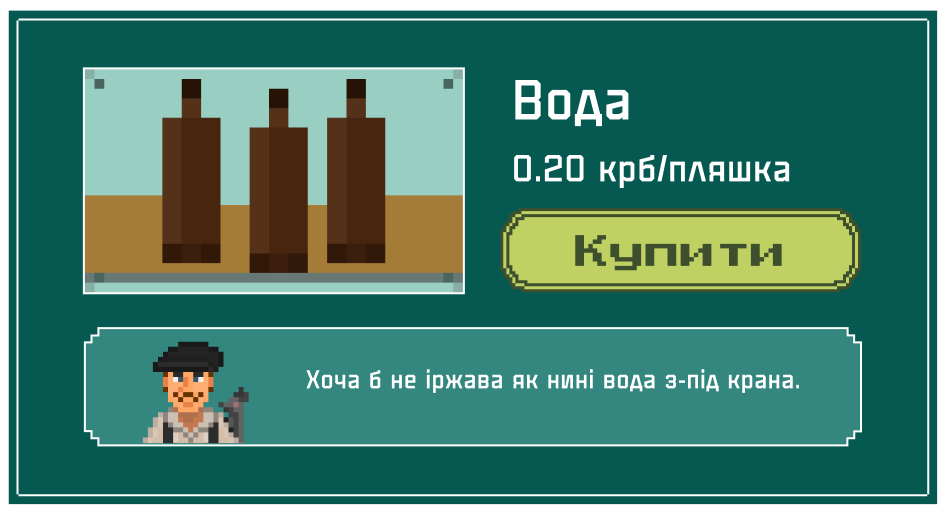 Вода
0.20 крб/пляшка
Купити
Хоча б не іржава як нині вода з-під крана.